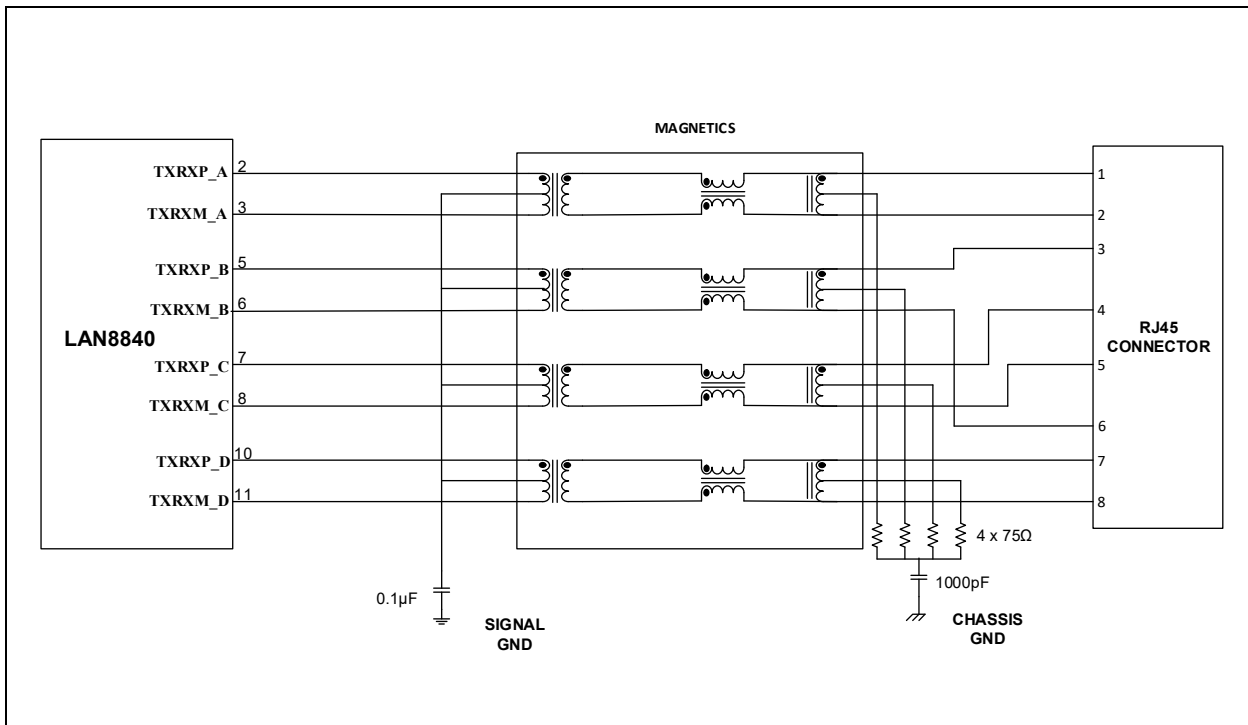 MAGNETICS
TXRXP_A 2
TXRXM_A 3
TXRXP_B 5
TXRXM_B 6
LAN8840
TXRXP_C 7
TXRXM_C 8
TXRXP_D 10
TXRXM_D 11
1
2
3
4
RJ45
CONNECTOR
5
6
7
8
4 x 75Ω
0.1µF
1000pF
SIGNAL
GND
CHASSIS
GND